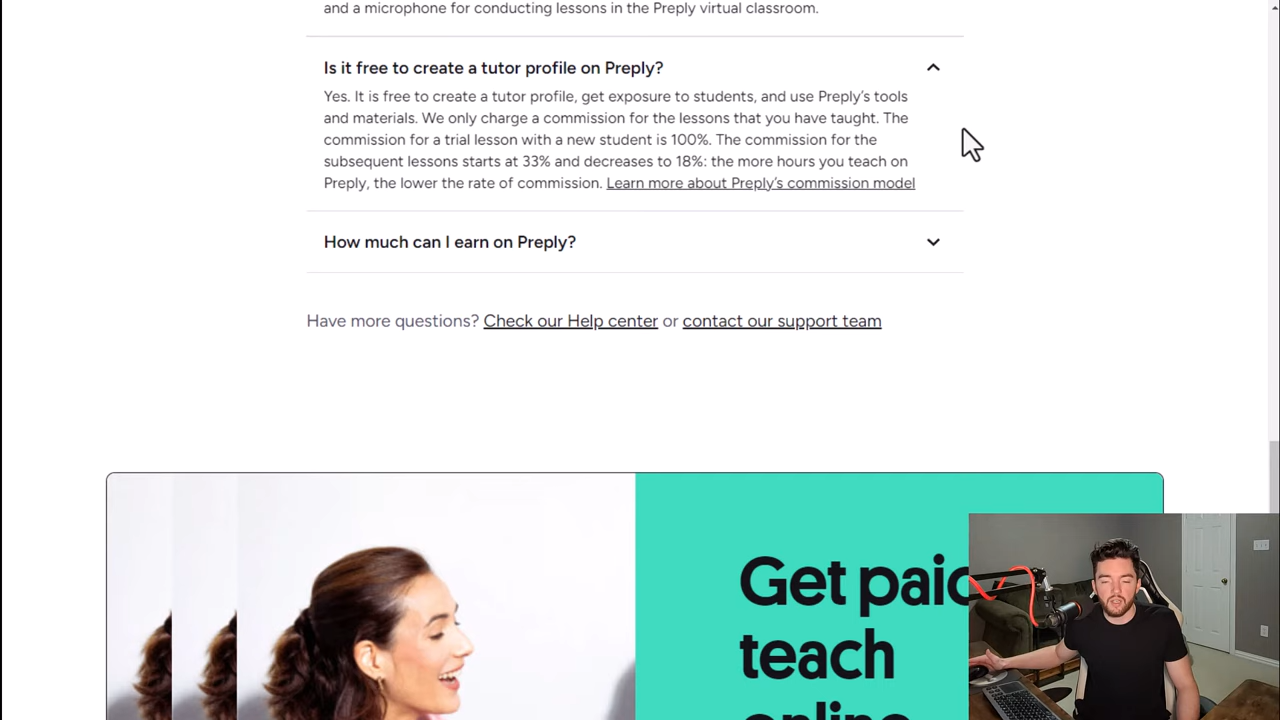 and a microphone for conducting lessons in the Preply virtual classroom.
Is it free to create a tutor profile on Preply?
Yes. It is free to create a tutor profile, get exposure to students, and use Preply’s tools
and materials. We only charge a commission for the lessons that you have taught. The
commission for a trial lesson with a new student is 100%. The commission for the
subsequent lessons starts at 33% and decreases to 18%: the more hours you teach on
Preply, the lower the rate of commission. Learn more about Preply’s commission model
How much can I earn on Preply?
Have more questions? Check our Help center or contact our support team
Get paid
teach
online